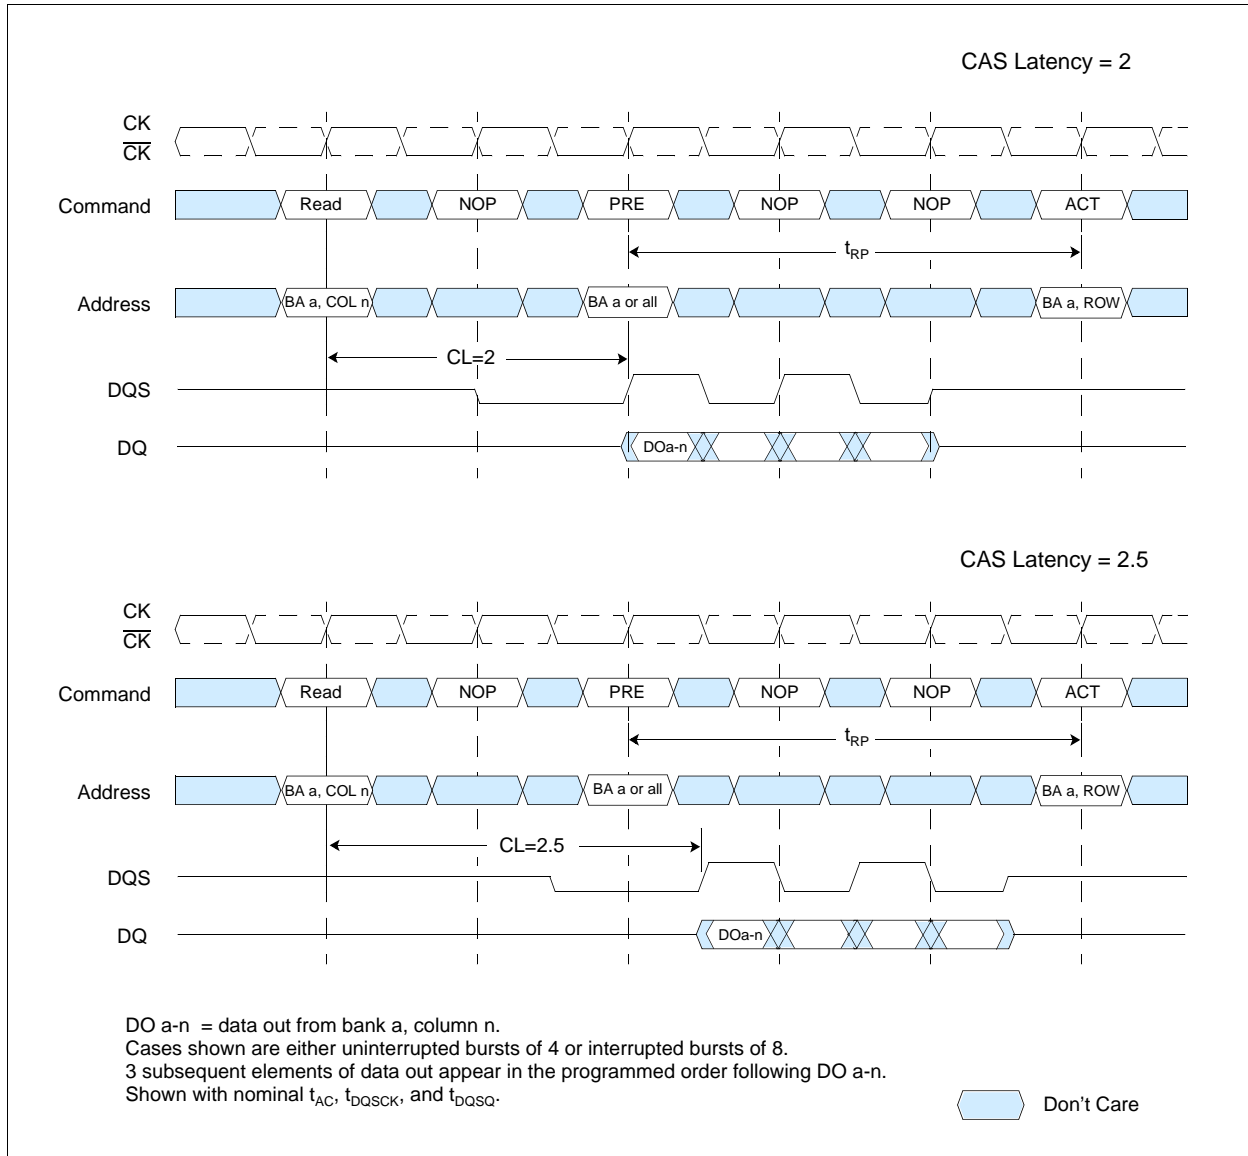 CAS Latency = 2
CK
CK
Command Read NOP PRE NOP NOP ACT
tRP
Address BA a, COL n BA a or all BA a, ROW
CL=2
DQS
DQ DOa-n
CAS Latency = 2.5
CK
CK
Command Read NOP PRE NOP NOP ACT
tRP
Address BA a, COL n BA a or all BA a, ROW
CL=2.5
DQS
DQ DOa-n
DO a-n = data out from bank a, column n.
Cases shown are either uninterrupted bursts of 4 or interrupted bursts of 8.
3 subsequent elements of data out appear in the programmed order following DO a-n.
Shown with nominal tAC, tDQSCK, and tDQSQ.
Don't Care